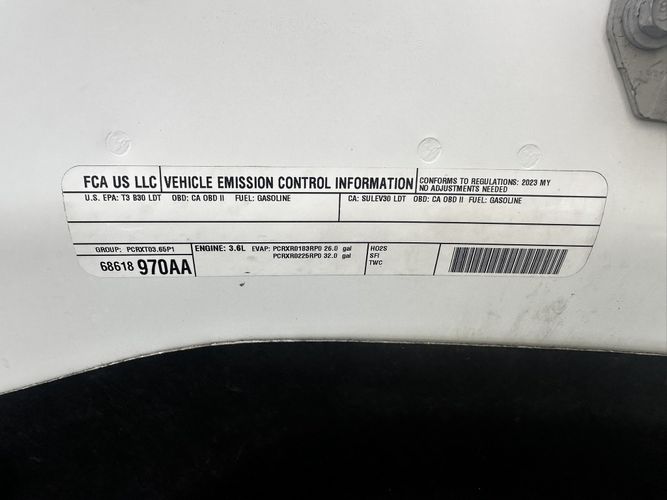 FCA US LLC
VEHICLE EMISSION CONTROL INFORMATION
CONFORMS TO REGULATIONS: 2023 MY
NO ADJUSTMENTS NEEDED
U.S. EPA: T3 B30 LDT OBD: CA OBD II FUEL: GASOLINE
CA: SULEV30 LDT OBD: CA OBD II FUEL: GASOLINE
GROUP: PCRXT03.65P1
68618 970AA
ENGINE: 3.6L EVAP: PCRXR0183RP0 26.0 gal
PCRXR0225RP0 32.0 gal
HO2S
SFI
TWC